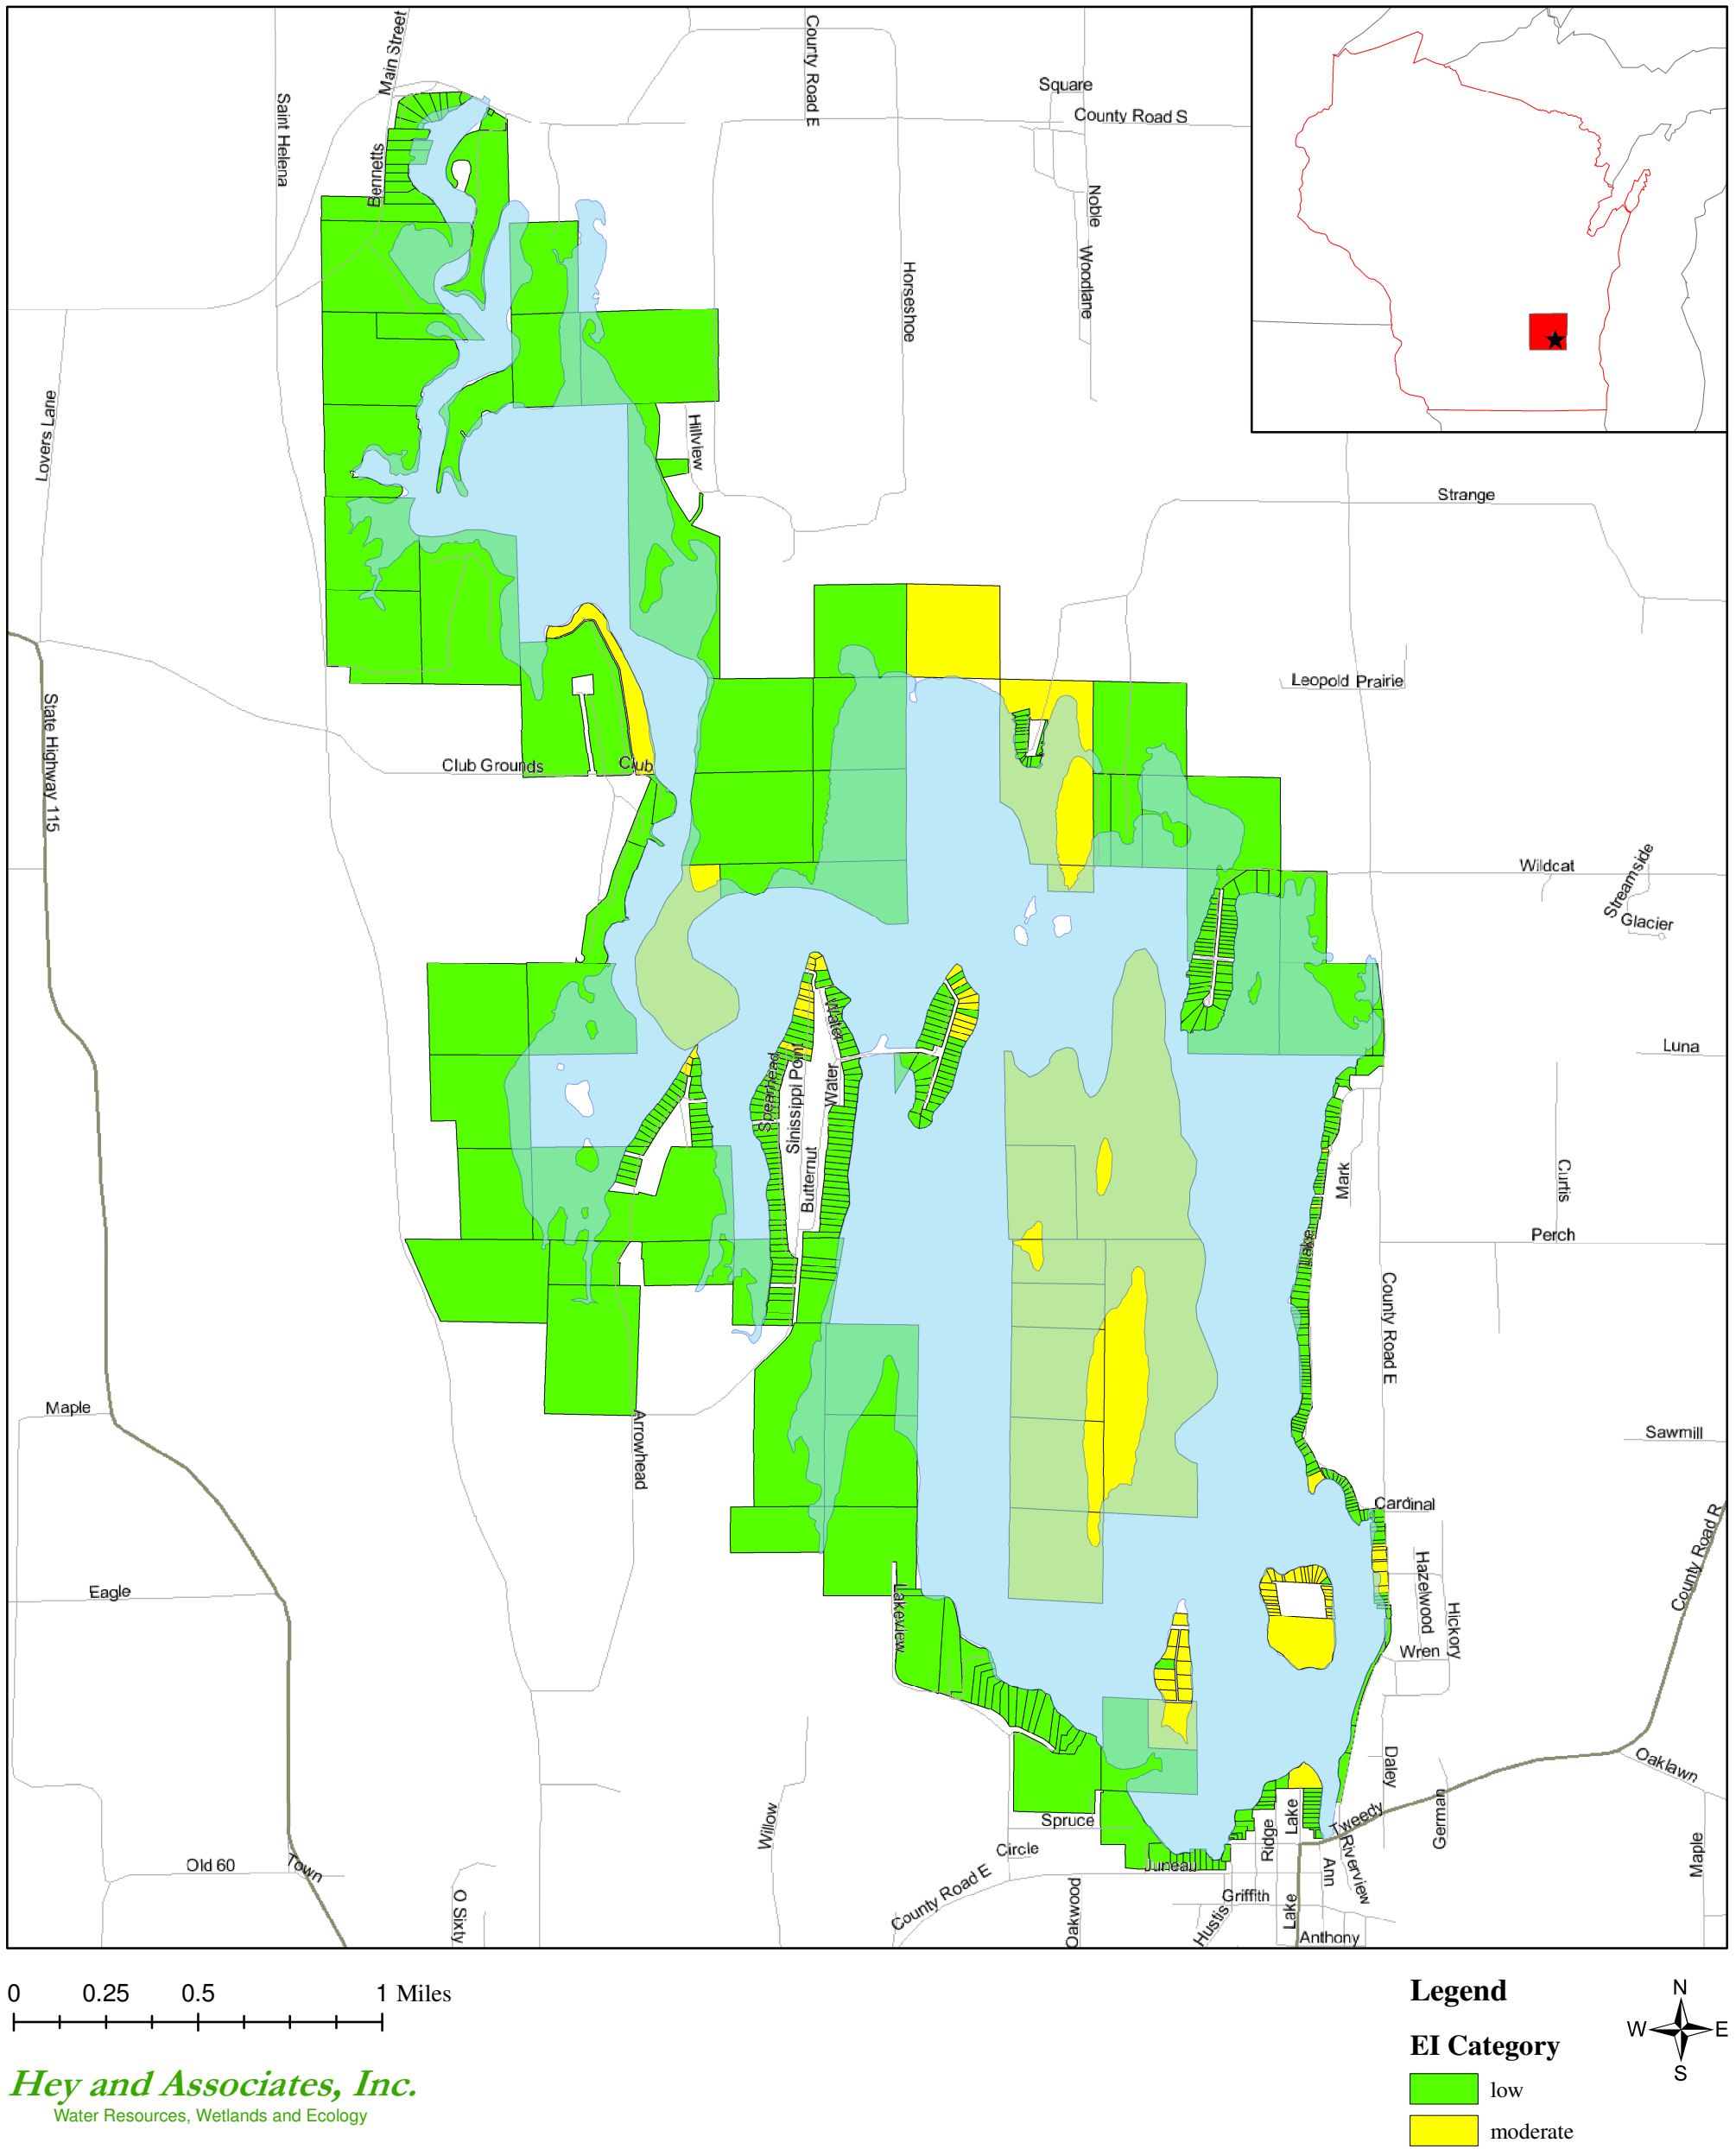 Main Street
County Road E
Saint Helena
Square
County Road S
Bennetts
Noble
Woodlane
Horseshoe
Lovers Lane
Hillview
Strange
Leopold Prairie
State Highway 115
Club Grounds
Club
Wildcat
Streamside
Glacier
Water
Luna
Spearhead
Sinissippi Point
Water
Butternut
Mark
Curtis
Lake
Perch
County Road E
Maple
Arrowhead
Sawmill
Cardinal
County Road R
Eagle
Lakeview
Hazelwood
Hickory
Wren
Daley
Oaklawn
German
Willow
Spruce
Tweedy
Lake
Ridge
Circle
Riverview
Ann
Maple
Old 60
Town
Juneau
County Road E
O Sixty
Oakwood
Griffith
Hustis
Lake
Anthony
0 0.25 0.5 1 Miles
Hey and Associates, Inc.
Water Resources, Wetlands and Ecology
Legend
EI Category
low
moderate
N
W E
S